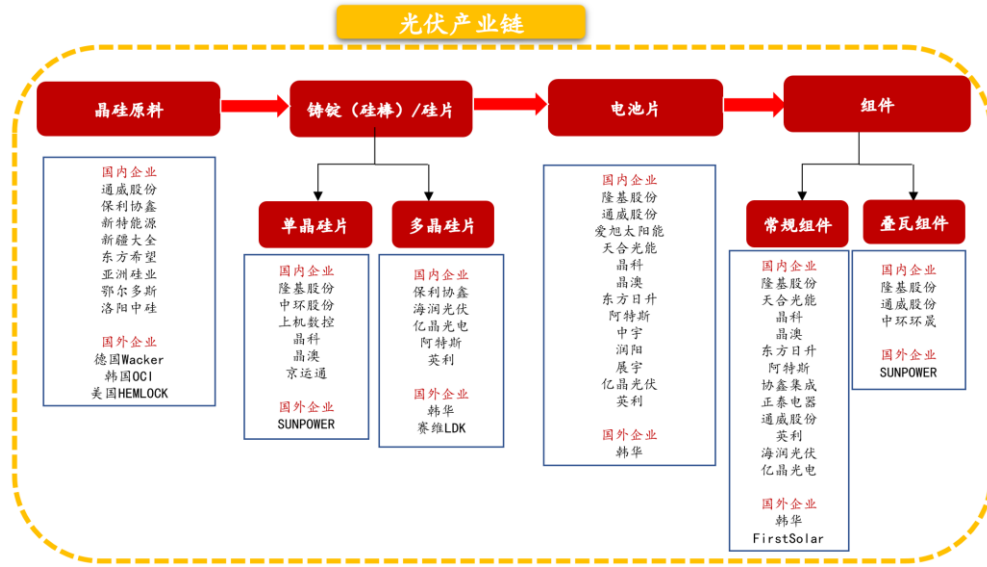 光伏产业链
晶硅原料
铸锭（硅棒）/硅片
电池片
组件
国内企业
通威股份
保利协鑫
新特能源
新疆大全
东方希望
亚洲硅业
鄂尔多斯
洛阳中硅
国外企业
德国Wacker
韩国OCI
美国HEMLOCK
单晶硅片
国内企业
隆基股份
中环股份
上机数控
晶科
晶澳
京运通
国外企业
SUNPOWER
多晶硅片
国内企业
保利协鑫
海润光伏
亿晶光电
阿特斯
英利
国外企业
韩华
赛维LDK
国内企业
隆基股份
通威股份
爱旭太阳能
天合光能
晶科
晶澳
东方日升
阿特斯
中宇
润阳
展宇
亿晶光伏
英利
国外企业
韩华
常规组件
国内企业
隆基股份
天合光能
晶科
晶澳
东方日升
阿特斯
协鑫集成
正泰电器
通威股份
英利
海润光伏
亿晶光电
国外企业
韩华
FirstSolar
叠瓦组件
国内企业
隆基股份
通威股份
中环环晟
国外企业
SUNPOWER